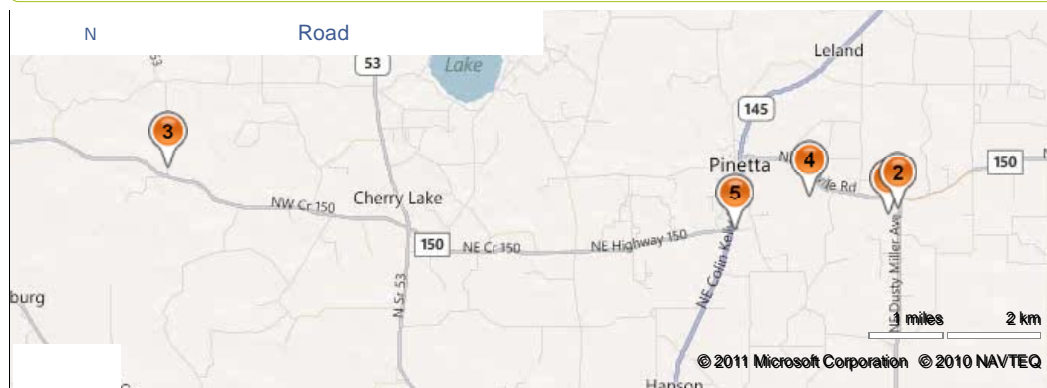 N Road
53
53
Lake
Leland
145
3
4
Pinetta
2
150
5
NW Cr 150
Cherry Lake
150
NE Cr 150
NE Highway 150
NE Colin Kelly
NE Dusty Miller Ave
N Sr 53
burg
1 miles 2 km
© 2011 Microsoft Corporation © 2010 NAVTEQ
Hanson